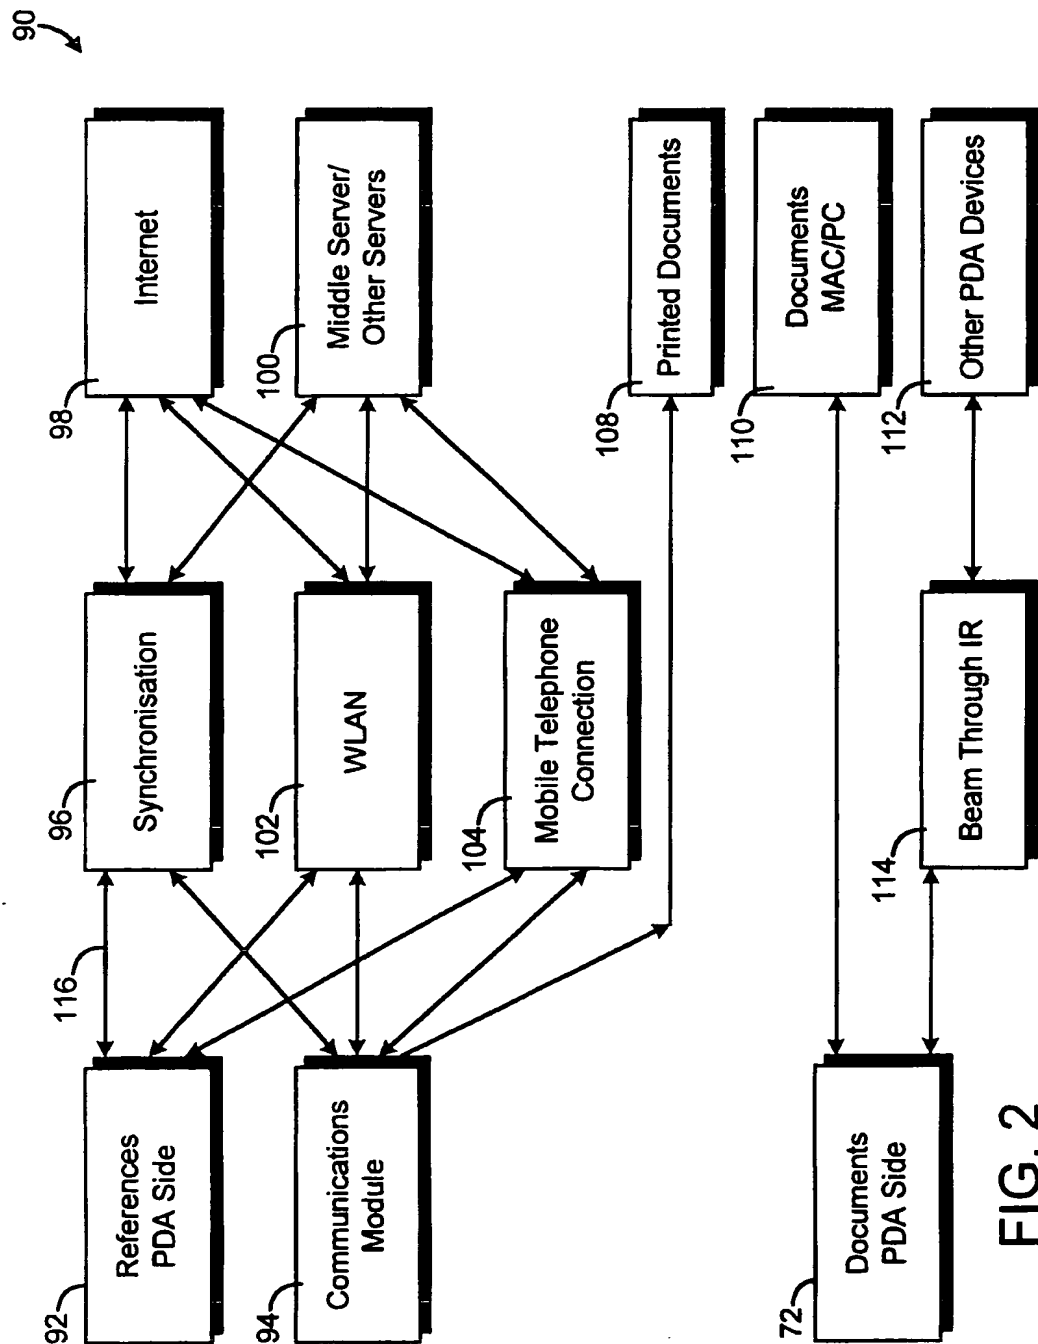 90
92
References
PDA Side
116
96
Synchronisation
98
Internet
94
Communications
Module
102
WLAN
100
Middle Server/
Other Servers
104
Mobile Telephone
Connection
108
Printed Documents
110
Documents
MAC/PC
72
Documents
PDA Side
114
Beam Through IR
112
Other PDA Devices
FIG. 2